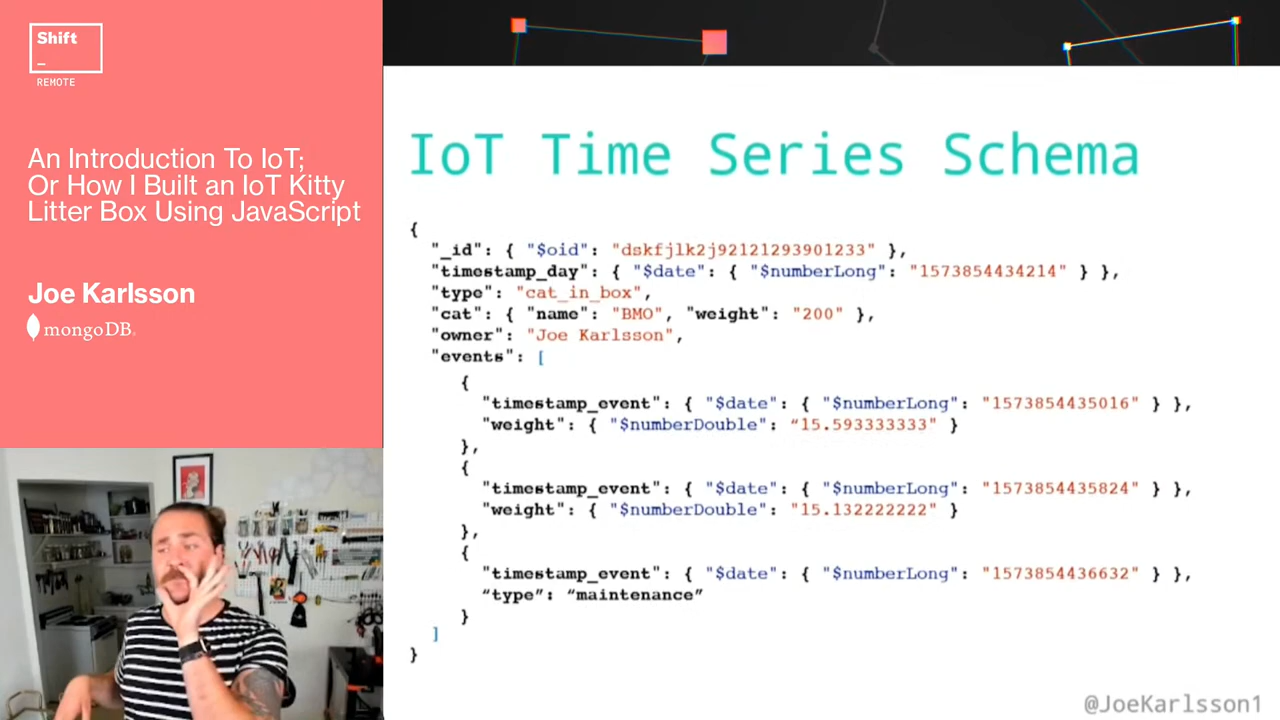 Shift
_
REMOTE
An Introduction To IoT;
Or How I Built an IoT Kitty
Litter Box Using JavaScript
Joe Karlsson
mongoDB.
IoT Time Series Schema
{
"_id": { "$oid": "dskfjlk2j92121293901233" },
"timestamp_day": { "$date": { "$numberLong": "1573854434214" } },
"type": "cat_in_box",
"cat": { "name": "BMO", "weight": "200" },
"owner": "Joe Karlsson",
"events": [
{
"timestamp_event": { "$date": { "$numberLong": "1573854435016" } },
"weight": { "$numberDouble": “15.593333333" }
},
{
"timestamp_event": { "$date": { "$numberLong": "1573854435824" } },
"weight": { "$numberDouble": "15.132222222" }
},
{
"timestamp_event": { "$date": { "$numberLong": "1573854436632" } },
“type”: “maintenance”
}
]
}
@JoeKarlsson1